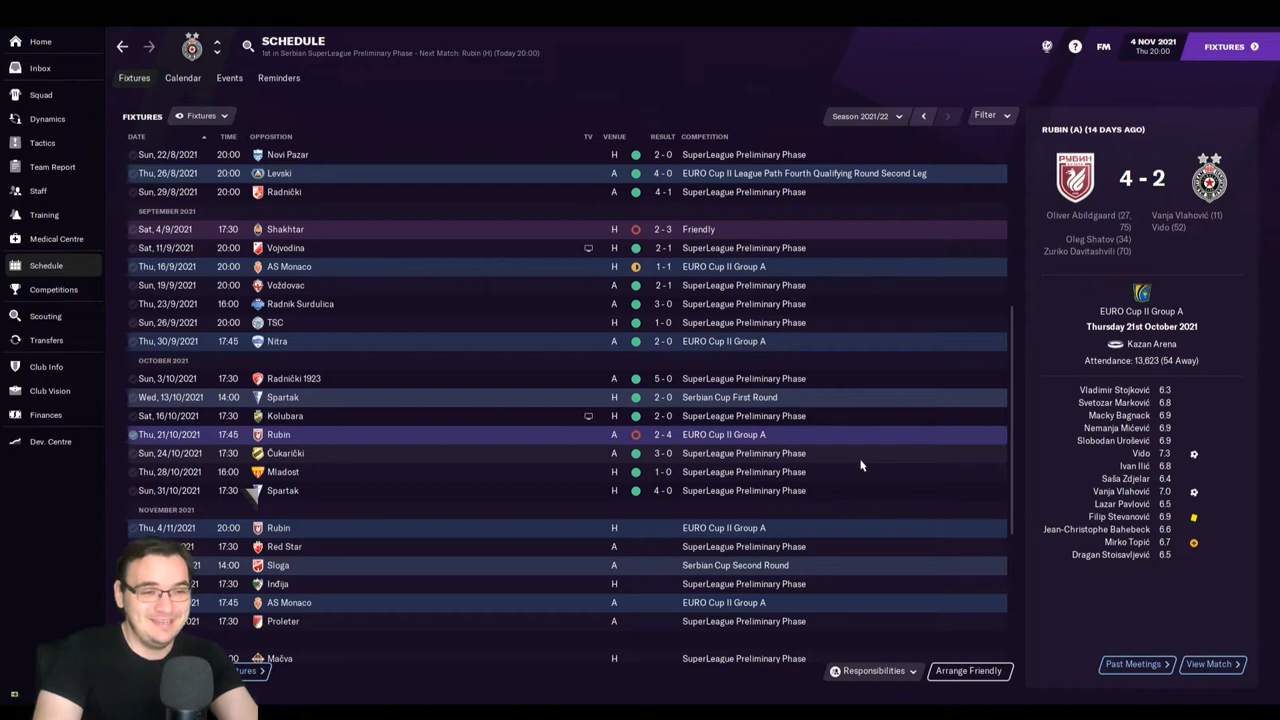 Home
Inbox
Squad
Dynamics
Tactics
Team Report
Staff
Training
Medical Centre
Schedule
Competitions
Scouting
Transfers
Club Info
Club Vision
Finances
Dev. Centre
SCHEDULE
1st in Serbian SuperLeague Preliminary Phase - Next Match: Rubin (H) (Today 20:00)
FM
4 NOV 2021
Thu 20:00
FIXTURES
Fixtures Calendar Events Reminders
FIXTURES Fixtures Season 2021/22 Filter
DATE TIME OPPOSITION TV VENUE RESULT COMPETITION
Sun, 22/8/2021 20:00 Novi Pazar H 2 - 0 SuperLeague Preliminary Phase
Thu, 26/8/2021 20:00 Levski A 4 - 0 EURO Cup II League Path Fourth Qualifying Round Second Leg
Sun, 29/8/2021 20:00 Radnički A 4 - 1 SuperLeague Preliminary Phase
SEPTEMBER 2021
Sat, 4/9/2021 17:30 Shakhtar H 2 - 3 Friendly
Sat, 11/9/2021 20:00 Vojvodina H 2 - 1 SuperLeague Preliminary Phase
Thu, 16/9/2021 20:00 AS Monaco H 1 - 1 EURO Cup II Group A
Sun, 19/9/2021 20:00 Voždovac A 2 - 1 SuperLeague Preliminary Phase
Thu, 23/9/2021 16:00 Radnik Surdulica A 3 - 0 SuperLeague Preliminary Phase
Sun, 26/9/2021 20:00 TSC H 1 - 0 SuperLeague Preliminary Phase
Thu, 30/9/2021 17:45 Nitra A 2 - 0 EURO Cup II Group A
OCTOBER 2021
Sun, 3/10/2021 17:30 Radnički 1923 A 5 - 0 SuperLeague Preliminary Phase
Wed, 13/10/2021 14:00 Spartak H 2 - 0 Serbian Cup First Round
Sat, 16/10/2021 17:30 Kolubara H 2 - 0 SuperLeague Preliminary Phase
Thu, 21/10/2021 17:45 Rubin A 2 - 4 EURO Cup II Group A
Sun, 24/10/2021 17:30 Čukarički A 3 - 0 SuperLeague Preliminary Phase
Thu, 28/10/2021 16:00 Mladost H 1 - 0 SuperLeague Preliminary Phase
Sun, 31/10/2021 17:30 Spartak H 4 - 0 SuperLeague Preliminary Phase
NOVEMBER 2021
Thu, 4/11/2021 20:00 Rubin H EURO Cup II Group A
17:30 Red Star A SuperLeague Preliminary Phase
14:00 Sloga A Serbian Cup Second Round
17:30 Inđija H SuperLeague Preliminary Phase
17:45 AS Monaco A EURO Cup II Group A
17:30 Proleter A SuperLeague Preliminary Phase
Mačva H SuperLeague Preliminary Phase
Responsibilities Arrange Friendly
RUBIN (A) (14 DAYS AGO)
РУБИН
4 - 2
Oliver Abildgaard (27,
75)
Oleg Shatov (34)
Zuriko Davitashvili (70)
Vanja Vlahović (11)
Vido (52)
EURO Cup II Group A
Thursday 21st October 2021
Kazan Arena
Attendance: 13,623 (54 Away)
Vladimir Stojković 6.3
Svetozar Marković 6.8
Macky Bagnack 6.9
Nemanja Mićević 6.9
Slobodan Urošević 6.9
Vido 7.3
Ivan Ilić 6.8
Saša Zdjelar 6.4
Vanja Vlahović 7.0
Lazar Pavlović 6.5
Filip Stevanović 6.9
Jean-Christophe Bahebeck 6.6
Mirko Topić 6.7
Dragan Stoisavljević 6.5
Past Meetings View Match